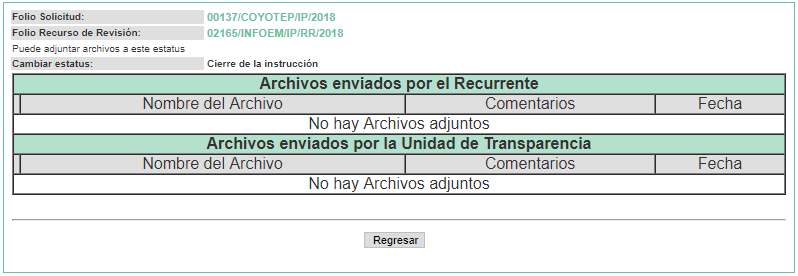 Folio Solicitud: 00137/COYOTEP/IP/2018
Folio Recurso de Revisión: 02165/INFOEM/IP/RR/2018
Puede adjuntar archivos a este estatus
Cambiar estatus: Cierre de la instrucción
Archivos enviados por el Recurrente
Nombre del Archivo Comentarios Fecha
No hay Archivos adjuntos
Archivos enviados por la Unidad de Transparencia
Nombre del Archivo Comentarios Fecha
No hay Archivos adjuntos
Regresar